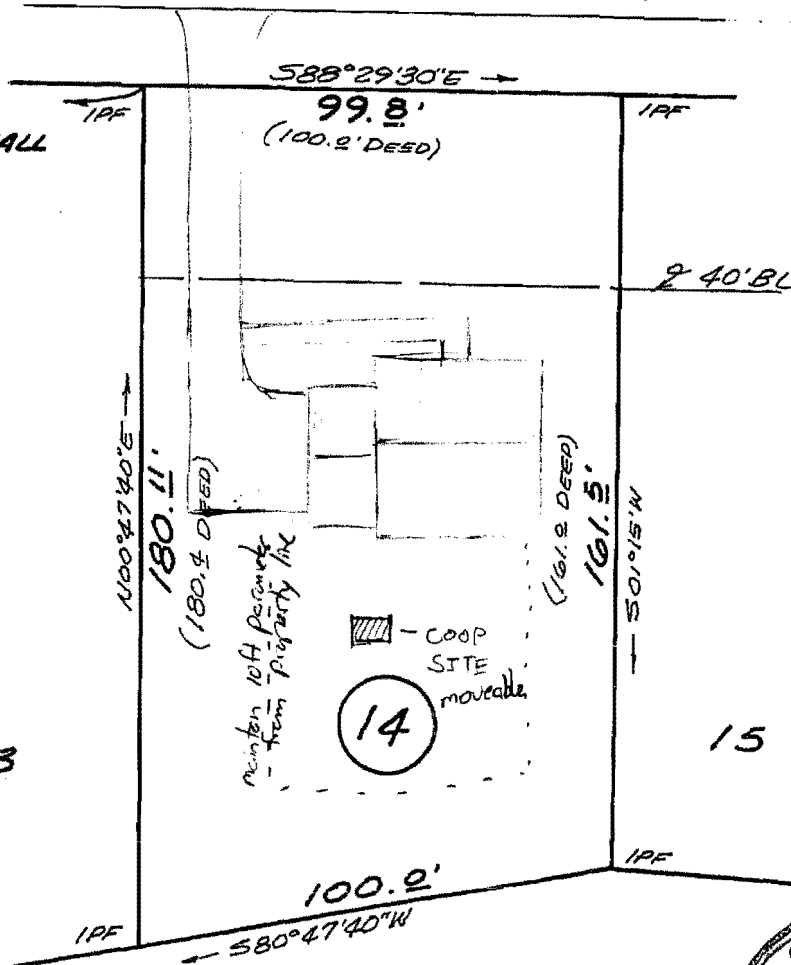 S88°29'30"E →
99.8'
(100.0' DEED)
IPF
IPF
ALL
40' BL
N00°47'40"E →
180.11'
(180.4 DEED)
(161.0 DEED)
161.5'
← S01°15'W
maintain 10ft perameter
- from property line
- COOP
SITE
moveable
14
15
3
IPF
100.0'
IPF
← S80°47'40"W